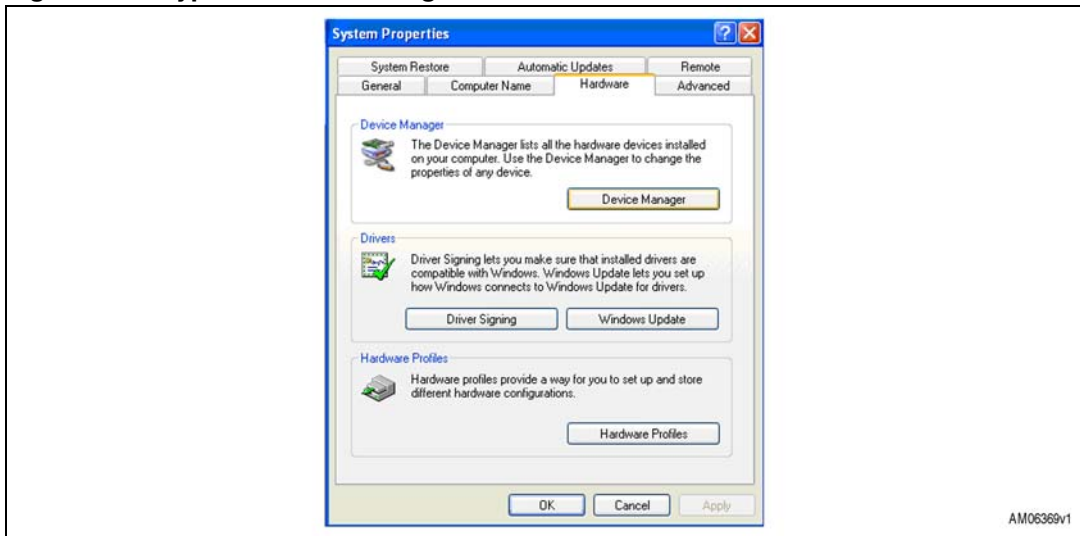 System Properties
System Restore Automatic Updates Remote
General Computer Name Hardware Advanced
Device Manager
The Device Manager lists all the hardware devices installed
on your computer. Use the Device Manager to change the
properties of any device.
Device Manager
Drivers
Driver Signing lets you make sure that installed drivers are
compatible with Windows. Windows Update lets you set up
how Windows connects to Windows Update for drivers.
Driver Signing Windows Update
Hardware Profiles
Hardware profiles provide a way for you to set up and store
different hardware configurations.
Hardware Profiles
OK Cancel Apply
AM06369v1